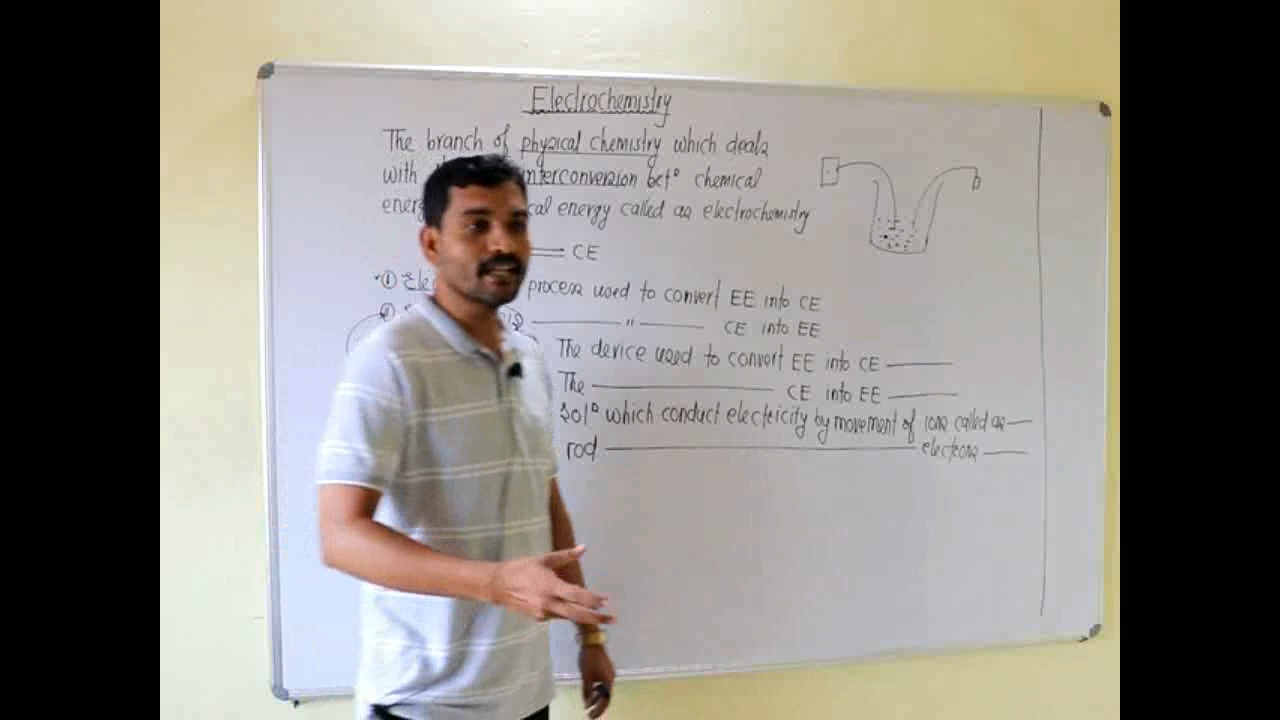 Electrochemistry
The branch of physical chemistry which deals
with interconversion betⁿ chemical
energy called as electrochemistry
CE
① process used to convert EE into CE
② " CE into EE
The device used to convert EE into CE
The CE into EE
solⁿ which conduct electricity by movement of ions called as
rod electrons